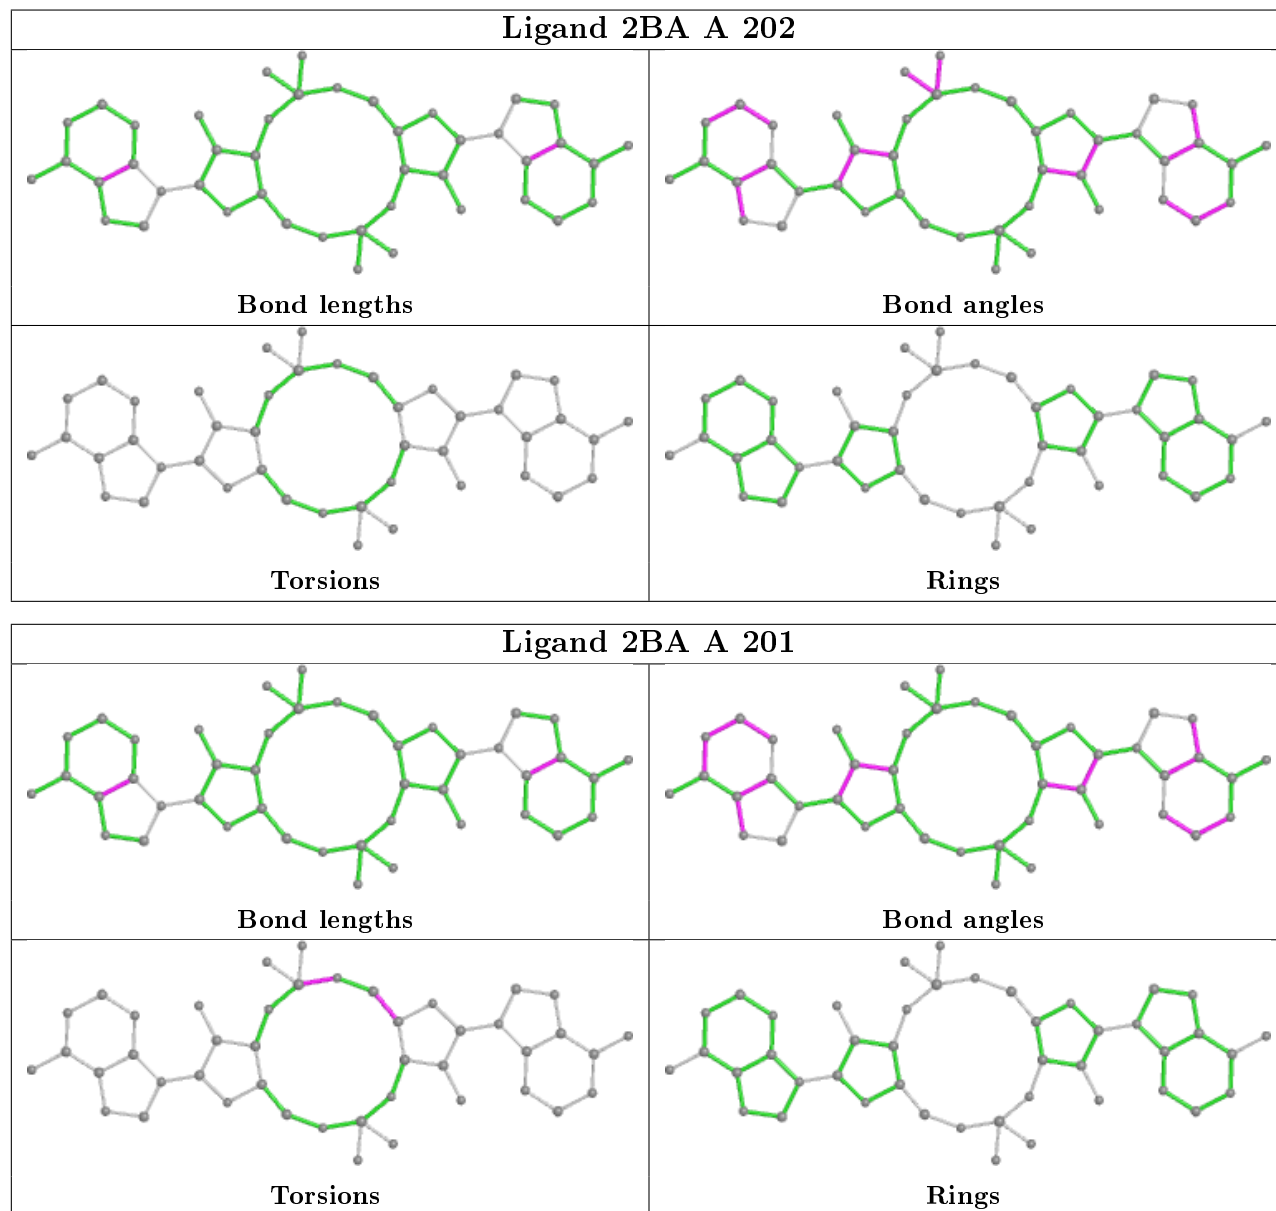 Ligand 2BA A 202
Bond lengths
Bond angles
Torsions
Rings
Ligand 2BA A 201
Bond lengths
Bond angles
Torsions
Rings